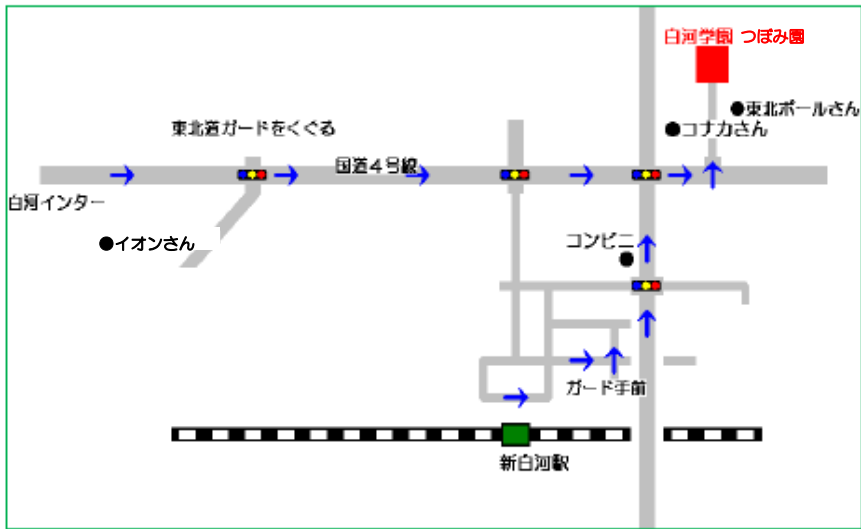 白河学園 つぼみ園
●東北ポールさん
●コナカさん
東北道ガードをくぐる
国道4号線
白河インター
●イオンさん
コンビニ
ガード手前
新白河駅